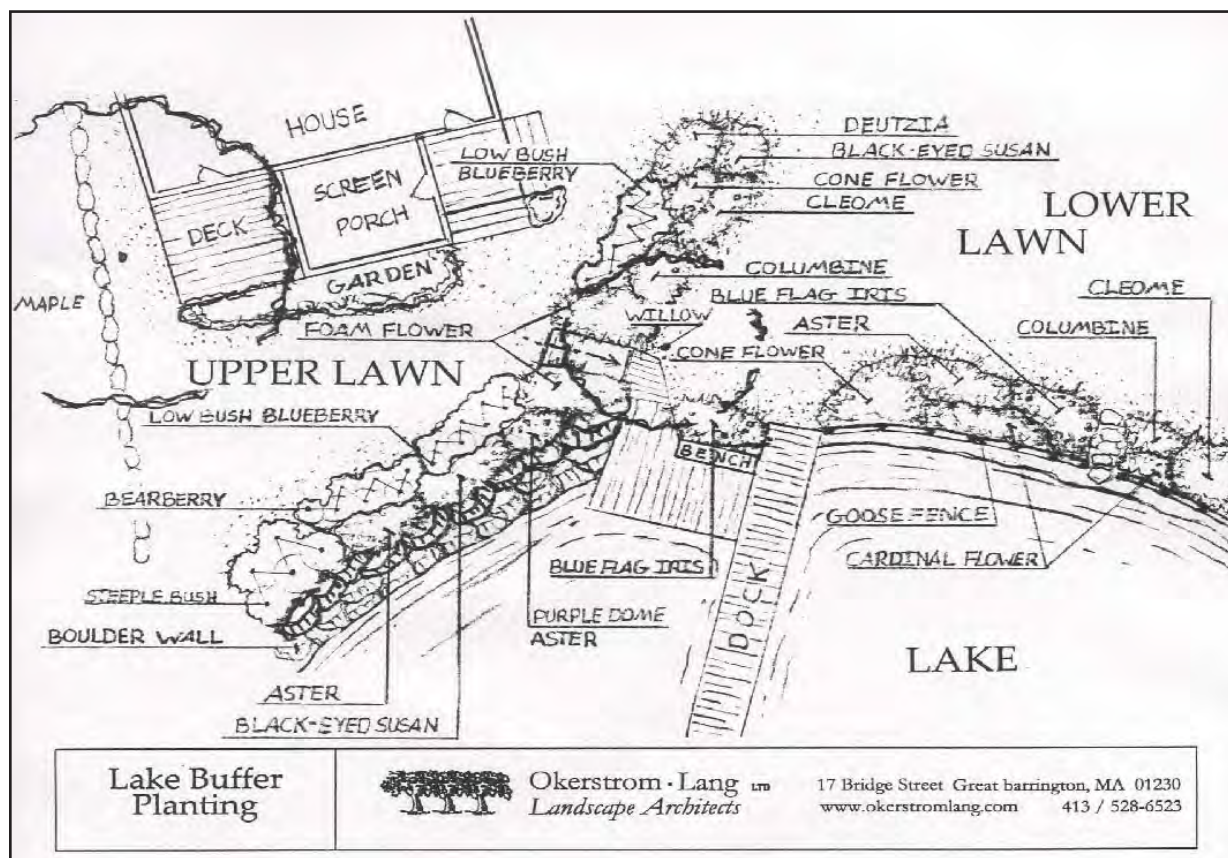 HOUSE
DEUTZIA
LOW BUSH
BLUEBERRY
BLACK-EYED SUSAN
SCREEN
PORCH
CONE FLOWER
CLEOME
LOWER
LAWN
DECK
GARDEN
COLUMBINE
BLUE FLAG IRIS
CLEOME
MAPLE
FOAM FLOWER
WILLOW
ASTER
COLUMBINE
CONE FLOWER
UPPER LAWN
LOW BUSH BLUEBERRY
BENCH
BEARBERRY
GOOSE FENCE
BLUE FLAG IRIS
CARDINAL FLOWER
STEEPLE BUSH
PURPLE DOME
ASTER
DOCK
BOULDER WALL
LAKE
ASTER
BLACK-EYED SUSAN
Lake Buffer
Planting
Okerstrom · Lang LTD
Landscape Architects
17 Bridge Street Great barrington, MA 01230
www.okerstromlang.com 413 / 528-6523